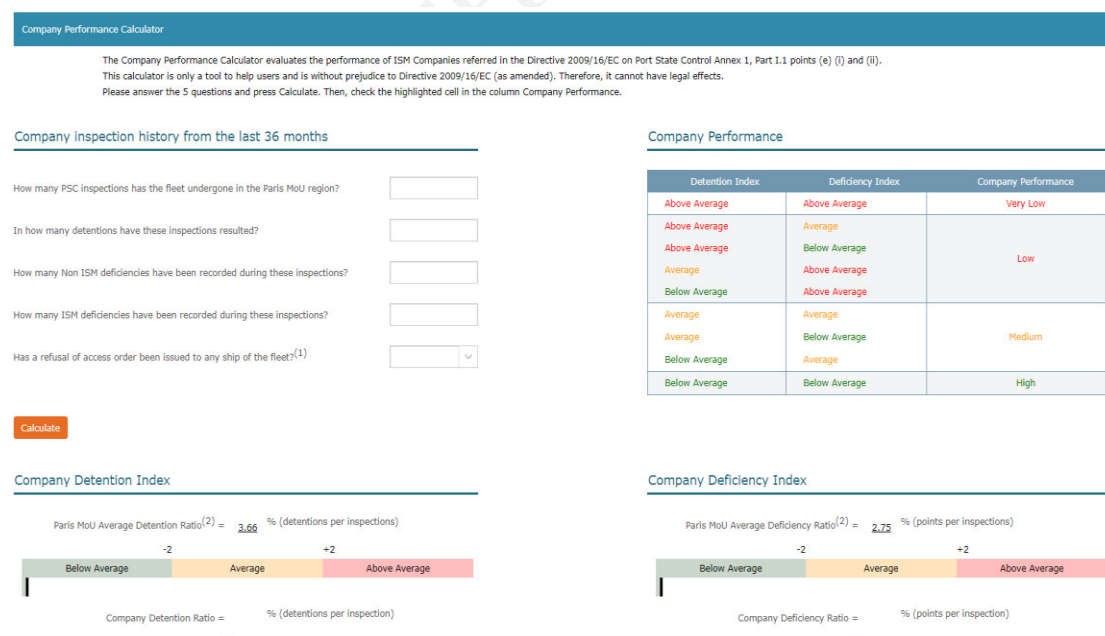 Company Performance Calculator
The Company Performance Calculator evaluates the performance of ISM Companies referred in the Directive 2009/16/EC on Port State Control Annex 1, Part I.1 points (e) (i) and (ii).
This calculator is only a tool to help users and is without prejudice to Directive 2009/16/EC (as amended). Therefore, it cannot have legal effects.
Please answer the 5 questions and press Calculate. Then, check the highlighted cell in the column Company Performance.
Company inspection history from the last 36 months
How many PSC inspections has the fleet undergone in the Paris MoU region?
In how many detentions have these inspections resulted?
How many Non ISM deficiencies have been recorded during these inspections?
How many ISM deficiencies have been recorded during these inspections?
Has a refusal of access order been issued to any ship of the fleet?(1)
Calculate
Company Performance
Detention Index Deficiency Index Company Performance
Above Average Above Average Very Low
Above Average Average
Above Average Below Average
Low
Average Above Average
Below Average Above Average
Average Average
Average Below Average Medium
Below Average Average
Below Average Below Average High
Company Detention Index
Paris MoU Average Detention Ratio(2) = 3.66 % (detentions per inspections)
-2 +2
Below Average Average Above Average
Company Detention Ratio = % (detentions per inspection)
Company Deficiency Index
Paris MoU Average Deficiency Ratio(2) = 2.75 % (points per inspections)
-2 +2
Below Average Average Above Average
Company Deficiency Ratio = % (points per inspection)